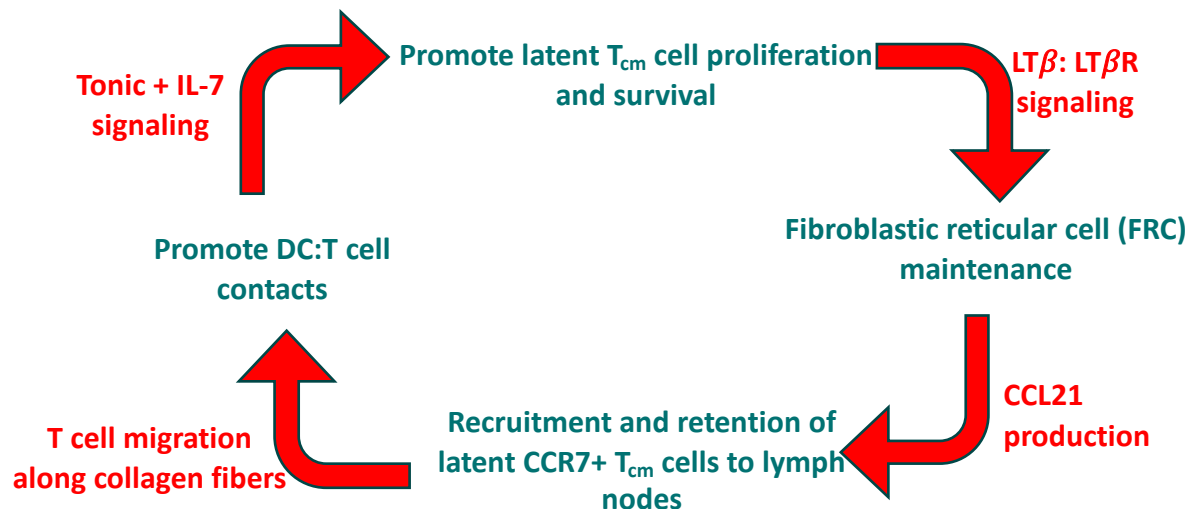 Promote latent Tcm cell proliferation
and survival
LTβ: LTβR
signaling
Fibroblastic reticular cell (FRC)
maintenance
CCL21
production
Recruitment and retention of
latent CCR7+ Tcm cells to lymph
nodes
T cell migration
along collagen fibers
Promote DC:T cell
contacts
Tonic + IL-7
signaling